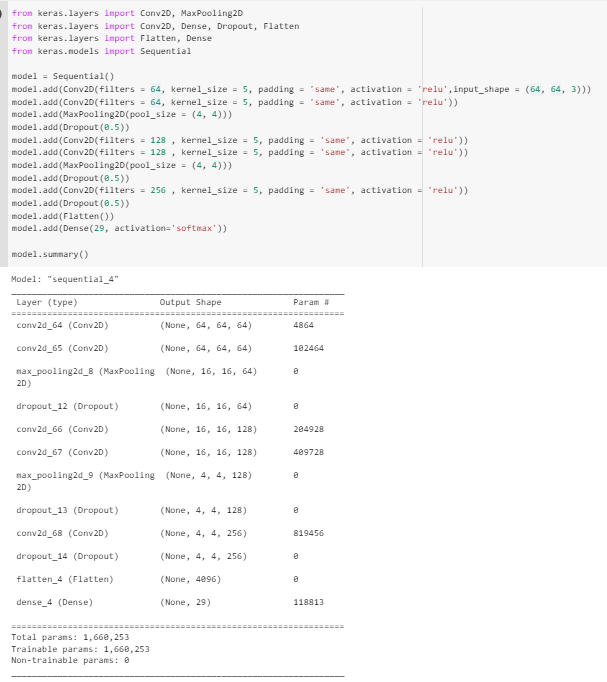 from keras.layers import Conv2D, MaxPooling2D
from keras.layers import Conv2D, Dense, Dropout, Flatten
from keras.layers import Flatten, Dense
from keras.models import Sequential
model = Sequential()
model.add(Conv2D(filters = 64, kernel_size = 5, padding = 'same', activation = 'relu',input_shape = (64, 64, 3)))
model.add(Conv2D(filters = 64, kernel_size = 5, padding = 'same', activation = 'relu'))
model.add(MaxPooling2D(pool_size = (4, 4)))
model.add(Dropout(0.5))
model.add(Conv2D(filters = 128 , kernel_size = 5, padding = 'same', activation = 'relu'))
model.add(Conv2D(filters = 128 , kernel_size = 5, padding = 'same', activation = 'relu'))
model.add(MaxPooling2D(pool_size = (4, 4)))
model.add(Dropout(0.5))
model.add(Conv2D(filters = 256 , kernel_size = 5, padding = 'same', activation = 'relu'))
model.add(Dropout(0.5))
model.add(Flatten())
model.add(Dense(29, activation='softmax'))
model.summary()
Model: "sequential_4"
Layer (type) Output Shape Param #
conv2d_64 (Conv2D) (None, 64, 64, 64) 4864
conv2d_65 (Conv2D) (None, 64, 64, 64) 102464
max_pooling2d_8 (MaxPooling (None, 16, 16, 64) 0
2D)
dropout_12 (Dropout) (None, 16, 16, 64) 0
conv2d_66 (Conv2D) (None, 16, 16, 128) 204928
conv2d_67 (Conv2D) (None, 16, 16, 128) 409728
max_pooling2d_9 (MaxPooling (None, 4, 4, 128) 0
2D)
dropout_13 (Dropout) (None, 4, 4, 128) 0
conv2d_68 (Conv2D) (None, 4, 4, 256) 819456
dropout_14 (Dropout) (None, 4, 4, 256) 0
flatten_4 (Flatten) (None, 4096) 0
dense_4 (Dense) (None, 29) 118813
Total params: 1,660,253
Trainable params: 1,660,253
Non-trainable params: 0